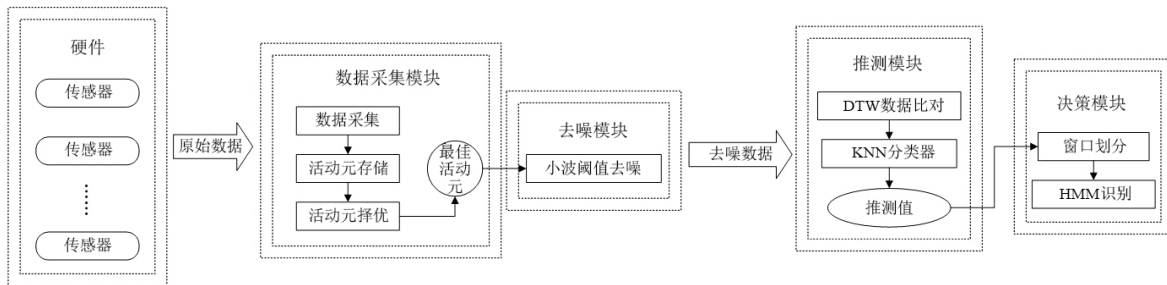 硬件
传感器
传感器
……
传感器
原始数据
数据采集模块
数据采集
活动元存储
活动元择优
最佳
活动
元
去噪模块
小波阈值去噪
去噪数据
推测模块
DTW数据比对
KNN分类器
推测值
决策模块
窗口划分
HMM识别